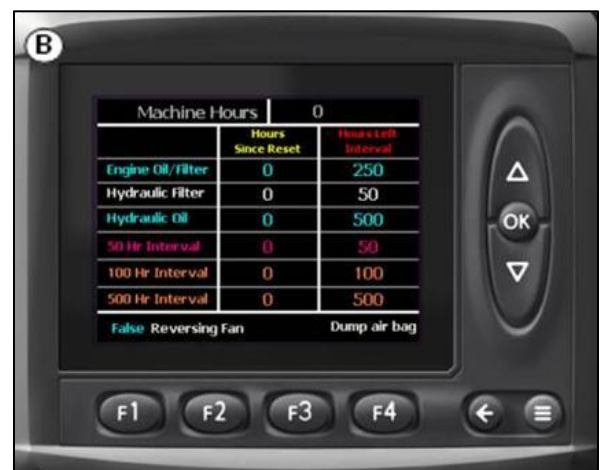 B
Machine Hours 0
Hours Since Reset Hours Left Interval
Engine Oil/Filter 0 250
Hydraulic Filter 0 50
Hydraulic Oil 0 500
50 Hr Interval 0 50
100 Hr Interval 0 100
500 Hr Interval 0 500
False Reversing Fan Dump air bag
OK
F1 F2 F3 F4